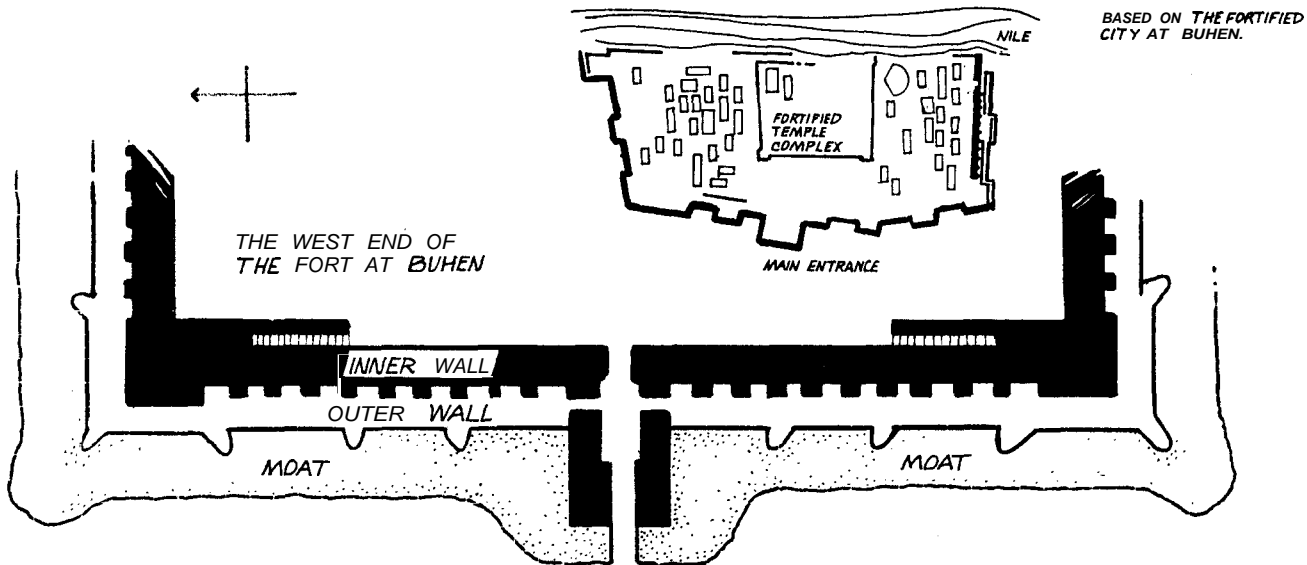 BASED ON THE FORTIFIED
CITY AT BUHEN.
NILE
FORTIFIED
TEMPLE
COMPLEX
MAIN ENTRANCE
THE WEST END OF
THE FORT AT BUHEN
INNER WALL
OUTER WALL
MOAT
MOAT